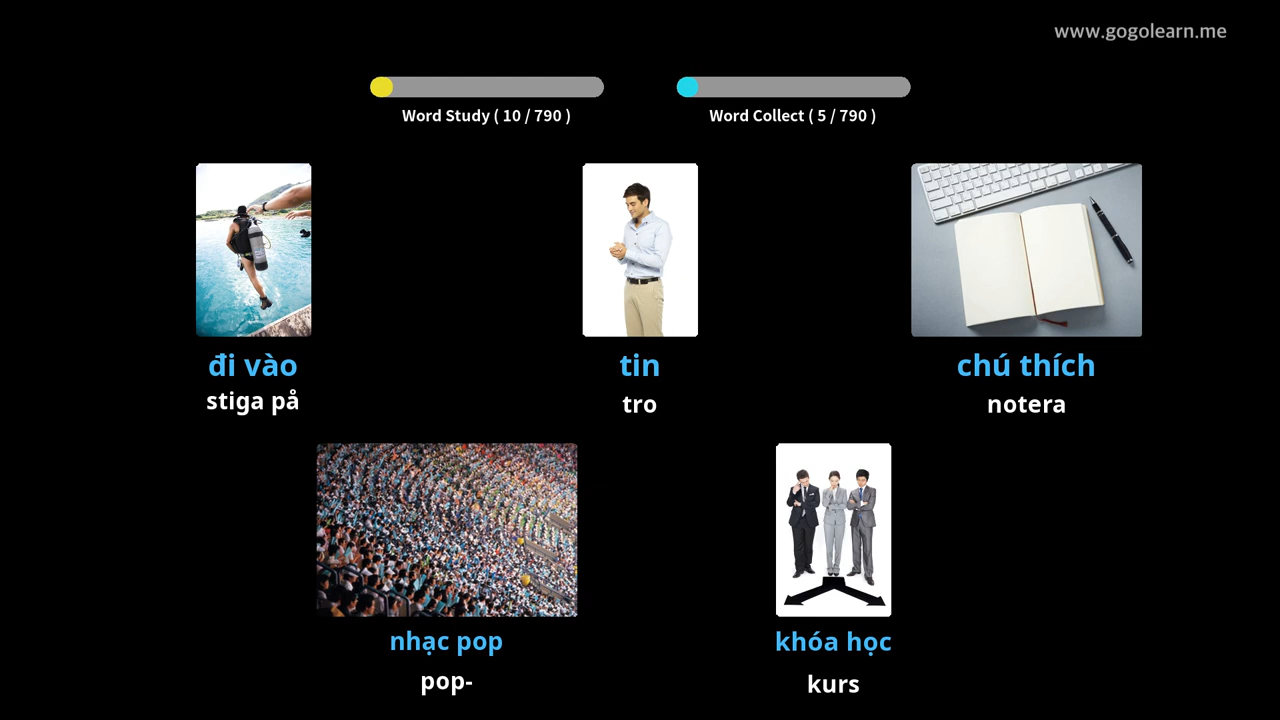 www.gogolearn.me
Word Study ( 10 / 790 )
Word Collect ( 5 / 790 )
đi vào
stiga på
tin
tro
chú thích
notera
nhạc pop
pop-
khóa học
kurs